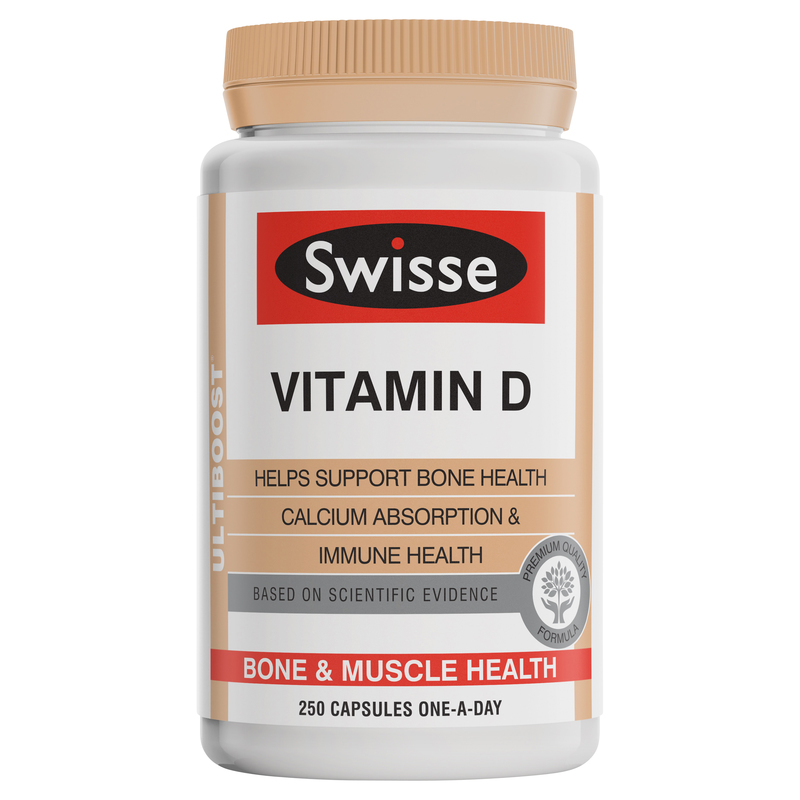 Swisse
VITAMIN D
ULTIBOOST®
HELPS SUPPORT BONE HEALTH
CALCIUM ABSORPTION &
IMMUNE HEALTH
BASED ON SCIENTIFIC EVIDENCE
PREMIUM QUALITY
FORMULA
BONE & MUSCLE HEALTH
250 CAPSULES ONE-A-DAY